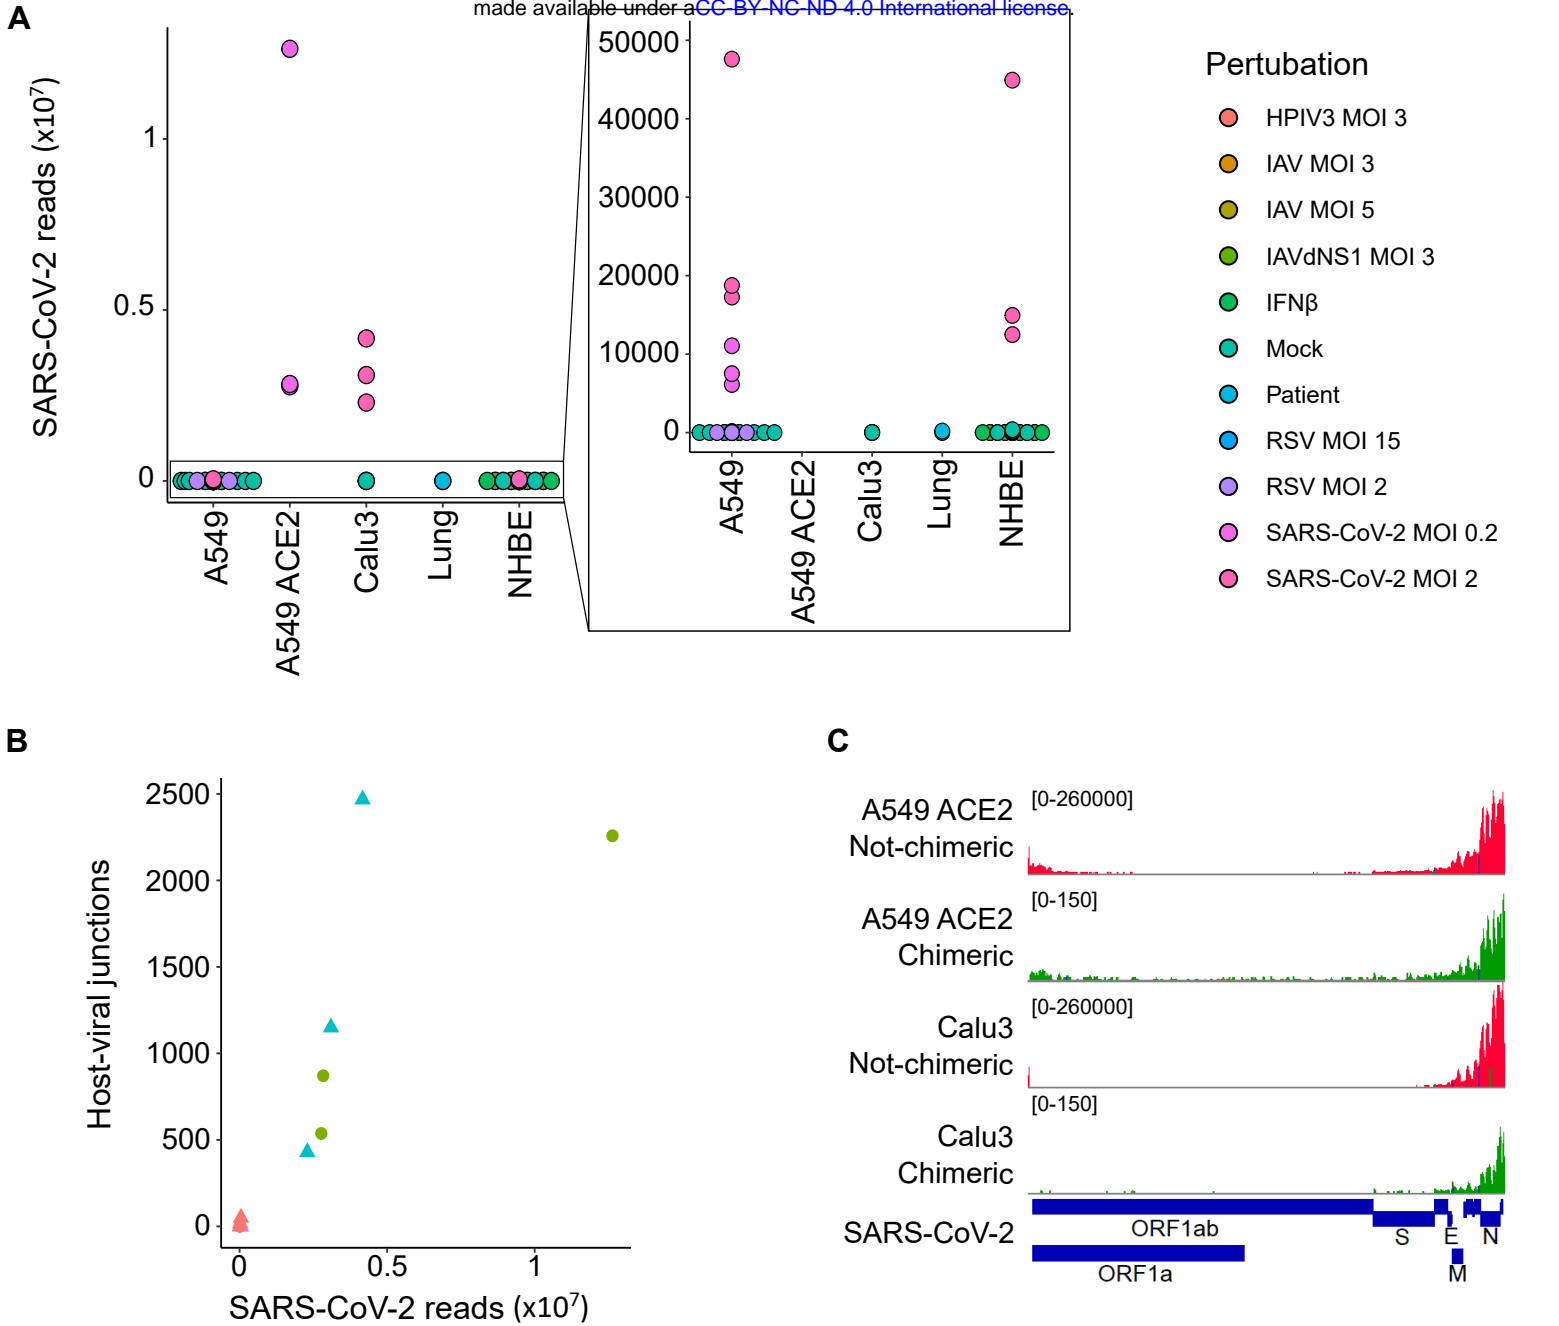 made available under aCC-BY-NC-ND 4.0 International license.
A
SARS-CoV-2 reads (x10⁷)
1
0.5
0
A549
A549 ACE2
Calu3
Lung
NHBE
50000
40000
30000
20000
10000
0
A549
A549 ACE2
Calu3
Lung
NHBE
Pertubation
HPIV3 MOI 3
IAV MOI 3
IAV MOI 5
IAVdNS1 MOI 3
IFNβ
Mock
Patient
RSV MOI 15
RSV MOI 2
SARS-CoV-2 MOI 0.2
SARS-CoV-2 MOI 2
B
Host-viral junctions
2500
2000
1500
1000
500
0
0
0.5
1
SARS-CoV-2 reads (x10⁷)
C
A549 ACE2
Not-chimeric
[0-260000]
A549 ACE2
Chimeric
[0-150]
Calu3
Not-chimeric
[0-260000]
Calu3
Chimeric
[0-150]
SARS-CoV-2
ORF1ab
S
E
N
ORF1a
M